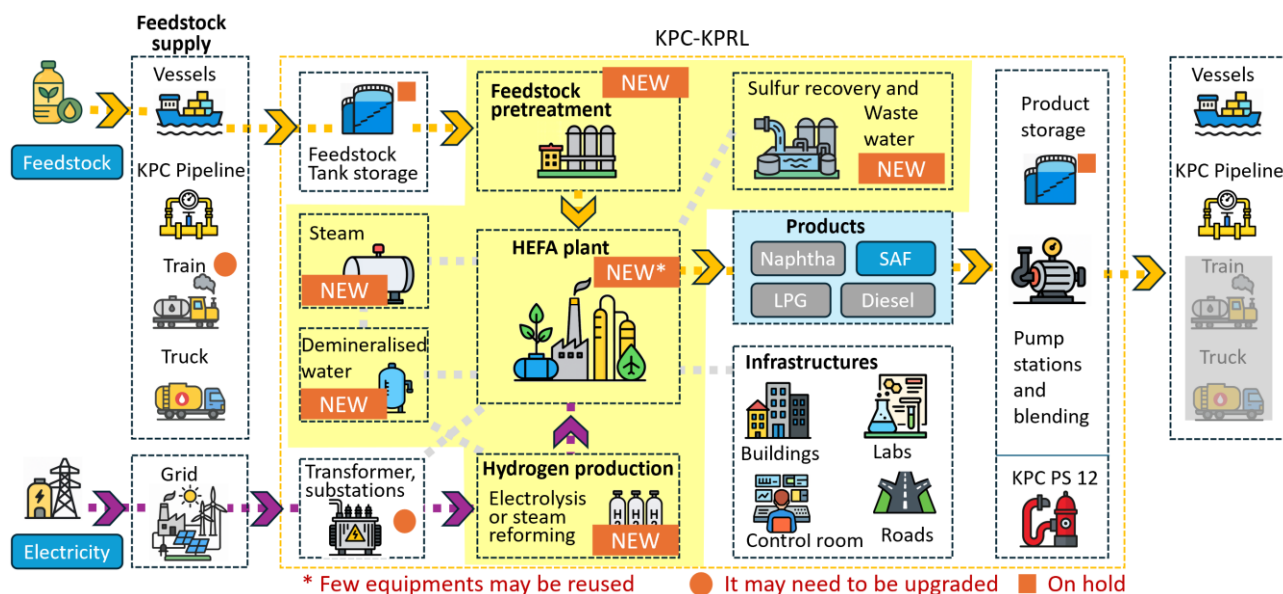 Feedstock
supply
KPC-KPRL
Vessels
Feedstock
KPC Pipeline
Train
Truck
Feedstock
Tank storage
Feedstock
pretreatment
NEW
Sulfur recovery and
Waste
water
NEW
Steam
NEW
Demineralised
water
NEW
HEFA plant
NEW*
Products
Naphtha
SAF
LPG
Diesel
Product
storage
Pump
stations
and
blending
KPC PS 12
Vessels
KPC Pipeline
Train
Truck
Infrastructures
Buildings
Labs
Control room
Roads
Electricity
Grid
Transformer,
substations
Hydrogen production
Electrolysis
or steam
reforming
H H H
NEW
* Few equipments may be reused
It may need to be upgraded
On hold